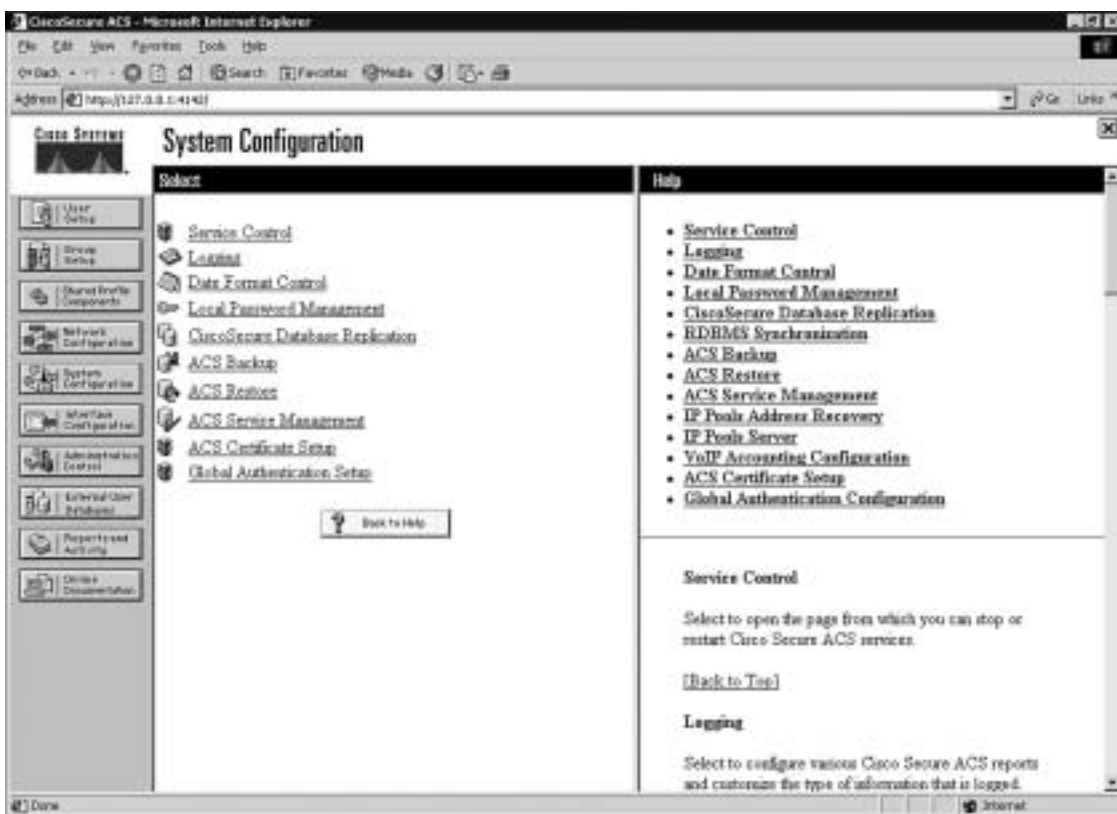 CiscoSecure ACS - Microsoft Internet Explorer
File Edit View Favorites Tools Help
Back Search Favorites Media
Address http://127.0.0.1:4142/ Go Links
CISCO SYSTEMS
System Configuration
Select
User Setup
Group Setup
Shared Profile Components
Network Configuration
System Configuration
Interface Configuration
Administration Control
External User Databases
Reports and Activity
Online Documentation
Service Control
Logging
Date Format Control
Local Password Management
CiscoSecure Database Replication
ACS Backup
ACS Restore
ACS Service Management
ACS Certificate Setup
Global Authentication Setup
Back to Help
Help
• Service Control
• Logging
• Date Format Control
• Local Password Management
• CiscoSecure Database Replication
• RDBMS Synchronization
• ACS Backup
• ACS Restore
• ACS Service Management
• IP Pools Address Recovery
• IP Pools Server
• VoIP Accounting Configuration
• ACS Certificate Setup
• Global Authentication Configuration
Service Control
Select to open the page from which you can stop or
restart Cisco Secure ACS services.
[Back to Top]
Logging
Select to configure various Cisco Secure ACS reports
and customize the type of information that is logged.
Done
Internet